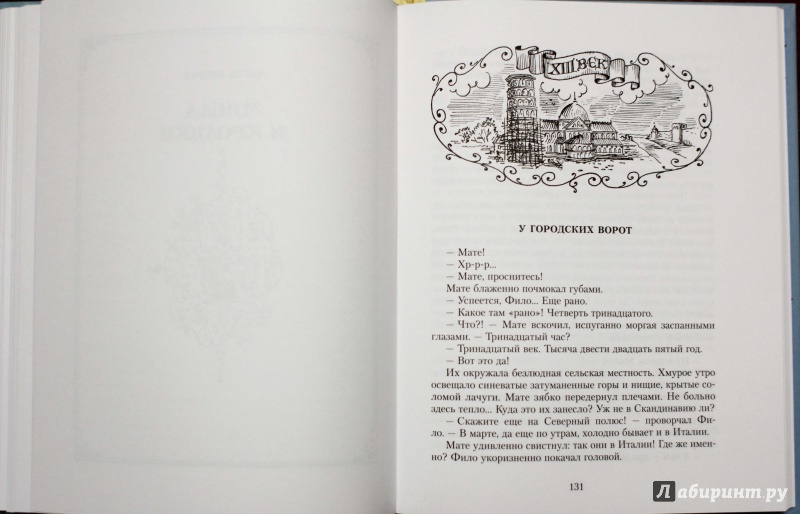 XIII ВЕК
У ГОРОДСКИХ ВОРОТ
— Мате!
— Хр-р-р...
— Мате, проснитесь!
Мате блаженно почмокал губами.
— Успеется, Фило... Еще рано.
— Какое там «рано»! Четверть тринадцатого.
— Что?! — Мате вскочил, испуганно моргая заспанными
глазами. — Тринадцатый час?
— Тринадцатый век. Тысяча двести двадцать пятый год.
— Вот это да!
Их окружала безлюдная сельская местность. Хмурое утро
освещало синеватые затуманенные горы и нищие, крытые со-
ломой лачуги. Мате зябко передернул плечами. Не больно
здесь тепло... Куда это их занесло? Уж не в Скандинавию ли?
— Скажите еще на Северный полюс! — проворчал Фи-
ло. — В марте, да еще по утрам, холодно бывает и в Италии.
Мате удивленно свистнул: так они в Италии! Где же имен-
но? Фило укоризненно покачал головой.
131
Лабиринт.ру